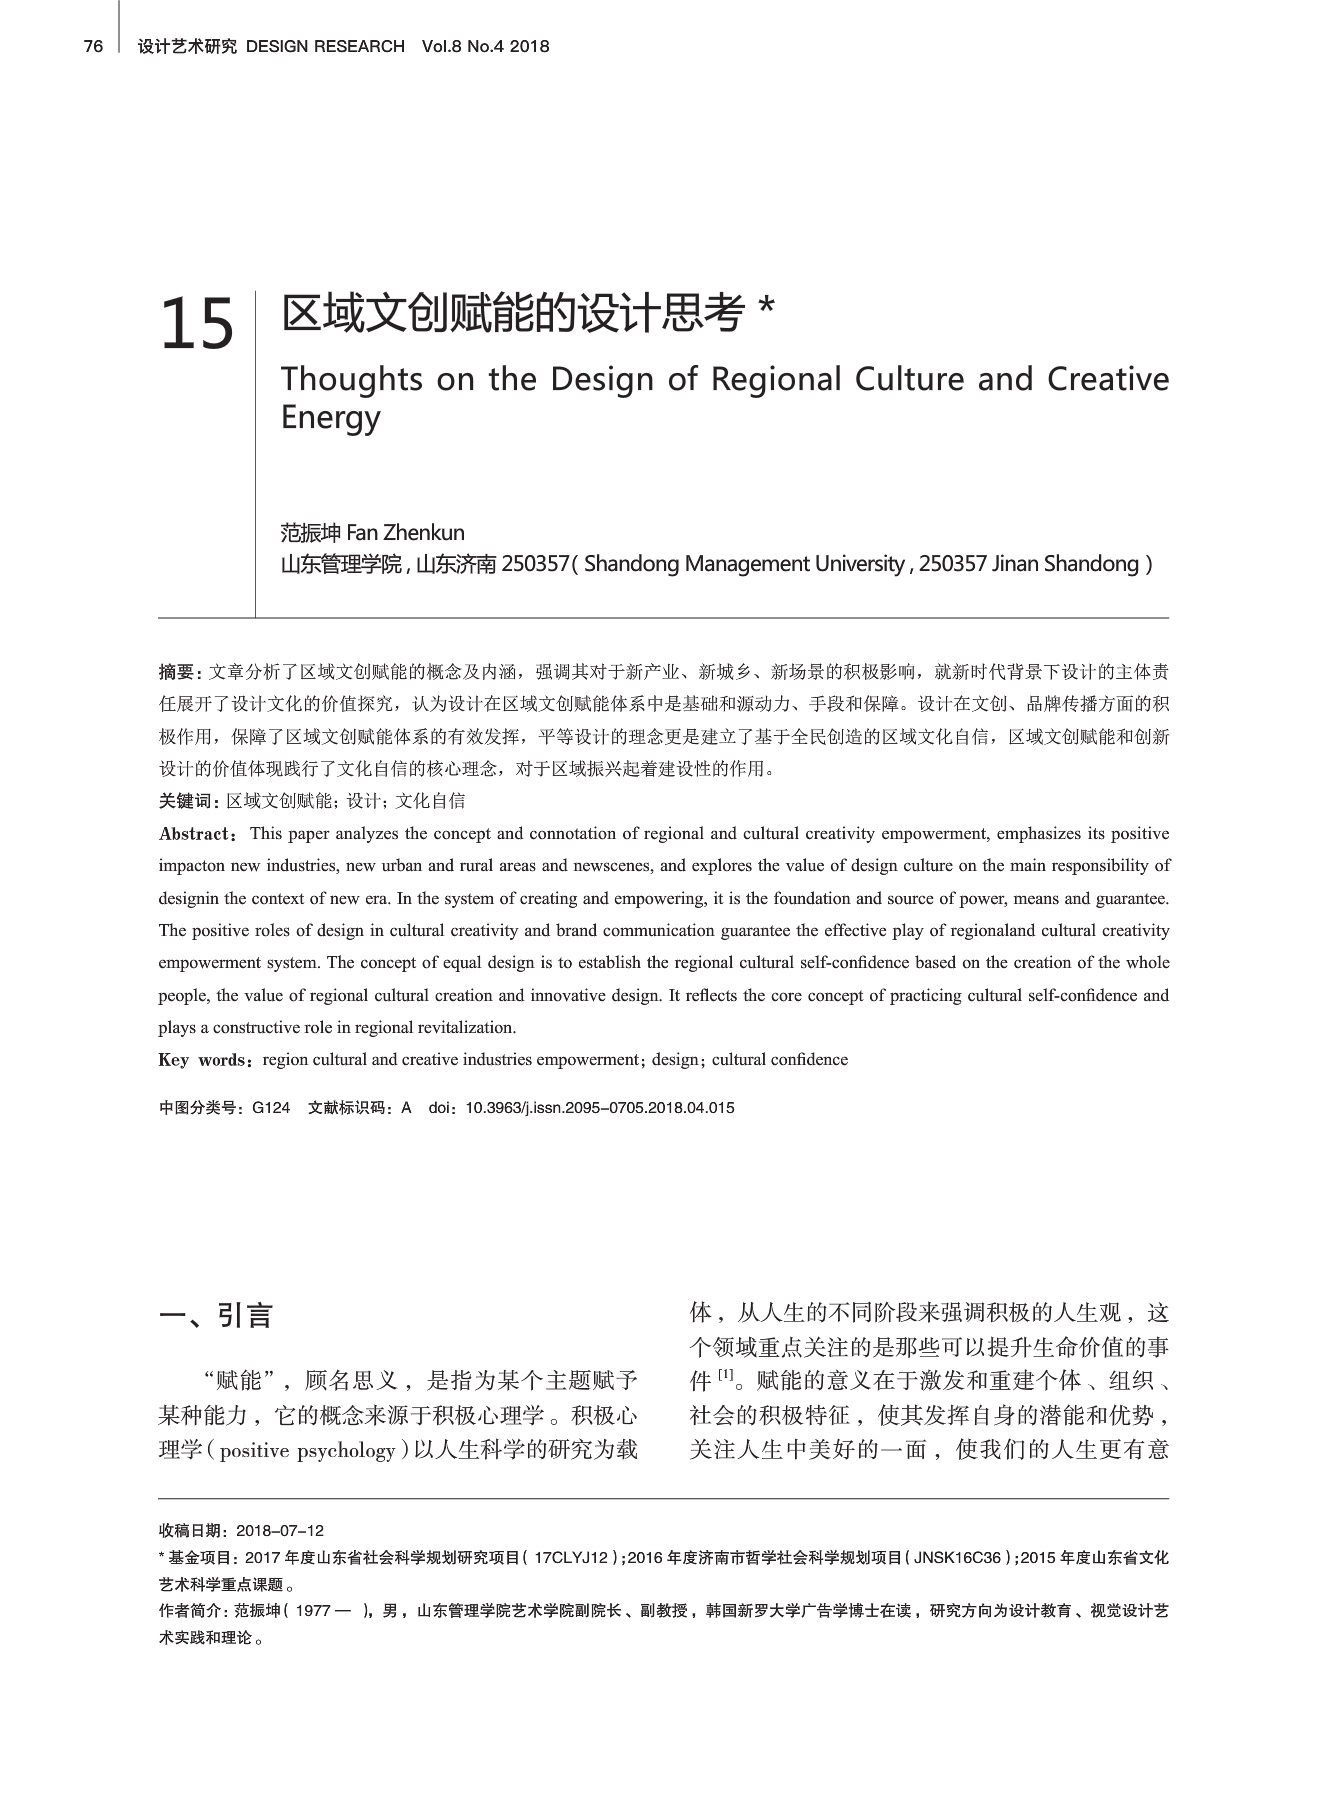 76 设计艺术研究 DESIGN RESEARCH Vol.8 No.4 2018
15
区域文创赋能的设计思考 *
Thoughts on the Design of Regional Culture and Creative
Energy
范振坤 Fan Zhenkun
山东管理学院 , 山东济南 250357( Shandong Management University , 250357 Jinan Shandong )
摘要：文章分析了区域文创赋能的概念及内涵，强调其对于新产业、新城乡、新场景的积极影响，就新时代背景下设计的主体责
任展开了设计文化的价值探究，认为设计在区域文创赋能体系中是基础和源动力、手段和保障。设计在文创、品牌传播方面的积
极作用，保障了区域文创赋能体系的有效发挥，平等设计的理念更是建立了基于全民创造的区域文化自信，区域文创赋能和创新
设计的价值体现践行了文化自信的核心理念，对于区域振兴起着建设性的作用。
关键词：区域文创赋能；设计；文化自信
Abstract： This paper analyzes the concept and connotation of regional and cultural creativity empowerment, emphasizes its positive
impacton new industries, new urban and rural areas and newscenes, and explores the value of design culture on the main responsibility of
designin the context of new era. In the system of creating and empowering, it is the foundation and source of power, means and guarantee.
The positive roles of design in cultural creativity and brand communication guarantee the effective play of regionaland cultural creativity
empowerment system. The concept of equal design is to establish the regional cultural self-confidence based on the creation of the whole
people, the value of regional cultural creation and innovative design. It reflects the core concept of practicing cultural self-confidence and
plays a constructive role in regional revitalization.
Key words：region cultural and creative industries empowerment；design；cultural confidence
中图分类号：G124 文献标识码：A doi：10.3963/j.issn.2095-0705.2018.04.015
一、引言
“赋能”，顾名思义，是指为某个主题赋予
某种能力，它的概念来源于积极心理学。积极心
理学（positive psychology）以人生科学的研究为载
体，从人生的不同阶段来强调积极的人生观，这
个领域重点关注的是那些可以提升生命价值的事
件 [1]。赋能的意义在于激发和重建个体、组织、
社会的积极特征，使其发挥自身的潜能和优势，
关注人生中美好的一面，使我们的人生更有意
收稿日期：2018-07-12
* 基金项目：2017 年度山东省社会科学规划研究项目（17CLYJ12）；2016 年度济南市哲学社会科学规划项目（JNSK16C36）；2015 年度山东省文化
艺术科学重点课题。
作者简介：范振坤（1977 — ），男，山东管理学院艺术学院副院长、副教授，韩国新罗大学广告学博士在读，研究方向为设计教育、视觉设计艺
术实践和理论。